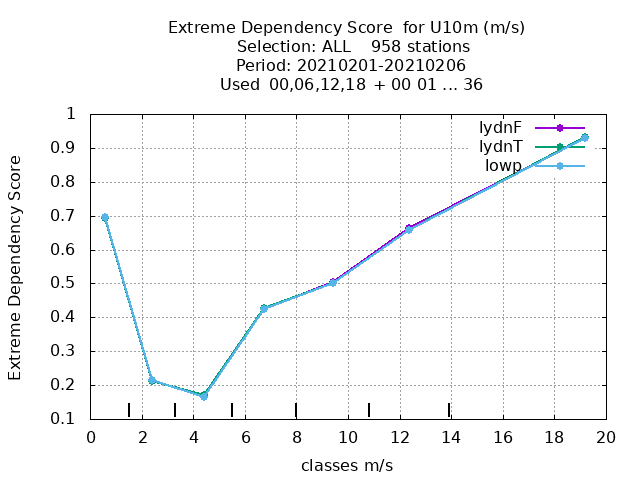 Extreme Dependency Score  for U10m (m/s)
Selection: ALL    958 stations
Period: 20210201-20210206
Used  00,06,12,18  + 00 01 ... 36
lydnF
lydnT
lowp
1
0.9
0.8
0.7
0.6
0.5
0.4
0.3
0.2
0.1
Extreme Dependency Score
0 2 4 6 8 10 12 14 16 18 20
classes m/s